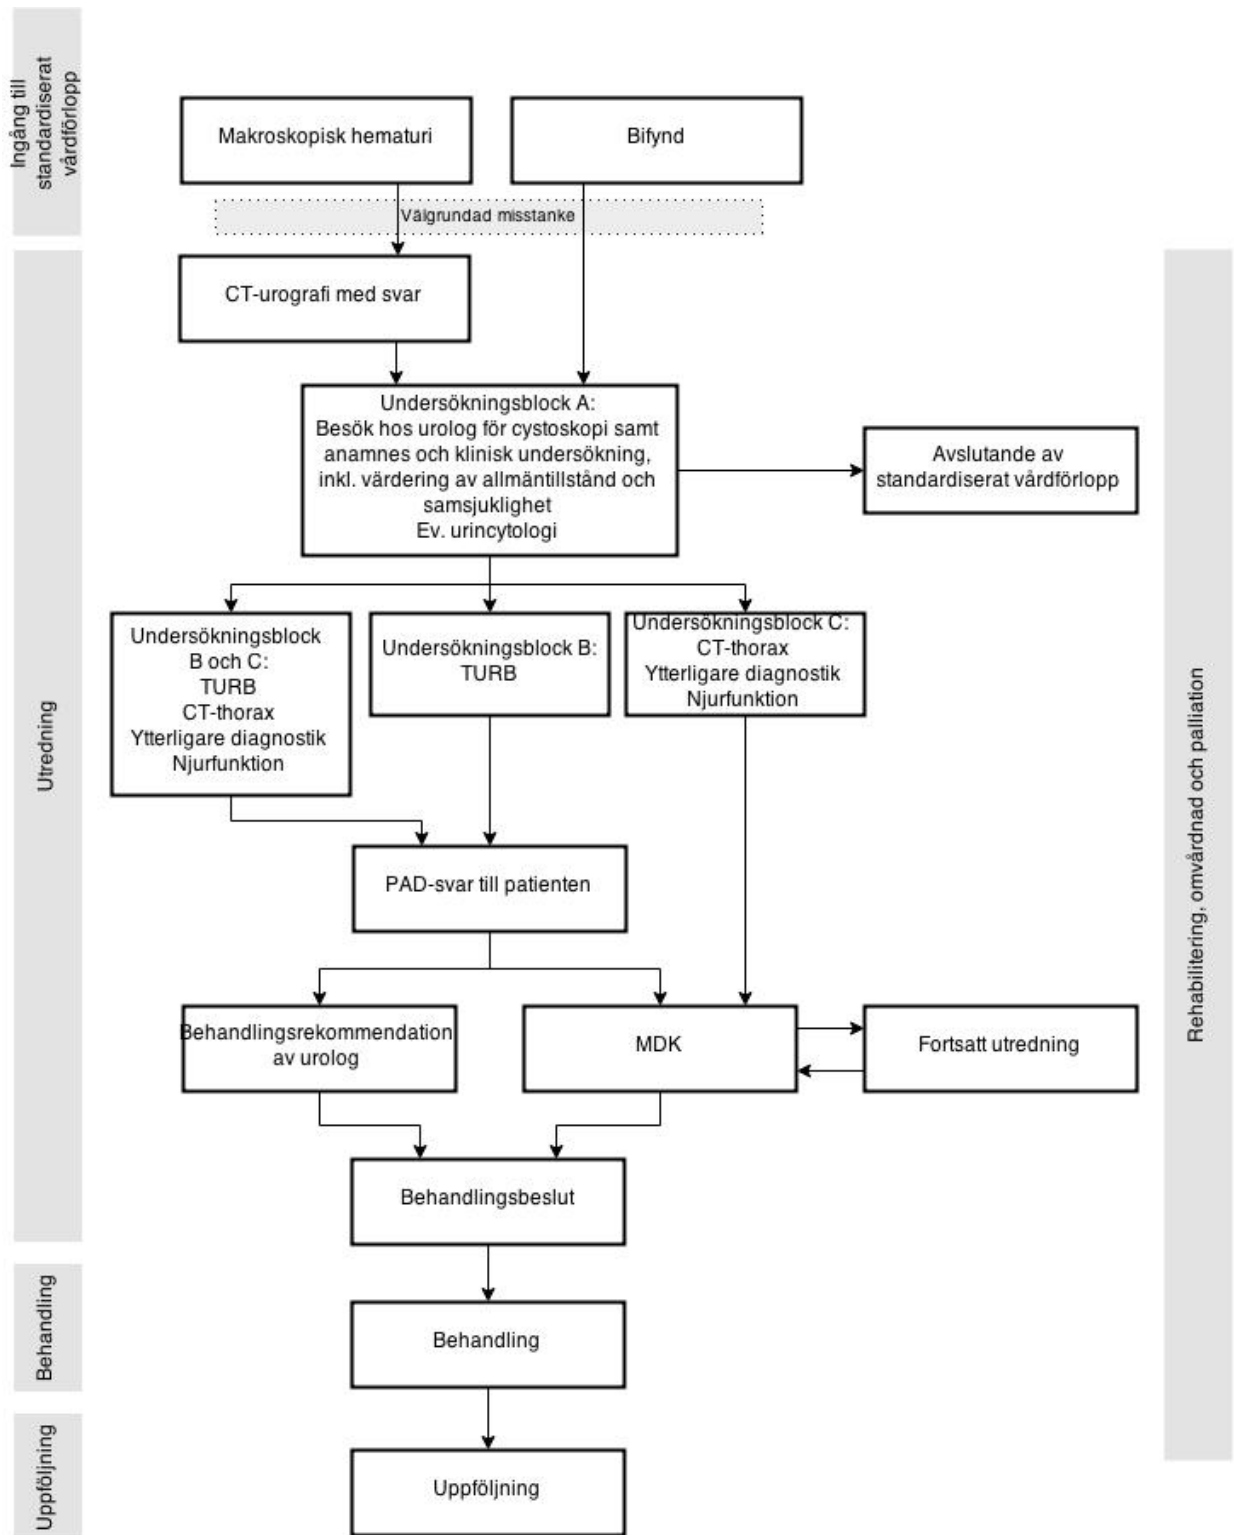 Ingång till
standardiserat
vårdförlopp
Makroskopisk hematuri
Bifynd
Välgrundad misstanke
Utredning
CT-urografi med svar
Undersökningsblock A:
Besök hos urolog för cystoskopi samt
anamnes och klinisk undersökning,
inkl. värdering av allmäntillstånd och
samsjuklighet
Ev. urincytologi
Avslutande av
standardiserat vårdförlopp
Undersökningsblock
B och C:
TURB
CT-thorax
Ytterligare diagnostik
Njurfunktion
Undersökningsblock B:
TURB
Undersökningsblock C:
CT-thorax
Ytterligare diagnostik
Njurfunktion
PAD-svar till patienten
Behandlingsrekommendation
av urolog
MDK
Fortsatt utredning
Behandlingsbeslut
Behandling
Behandling
Uppföljning
Uppföljning
Rehabilitering, omvårdnad och palliation